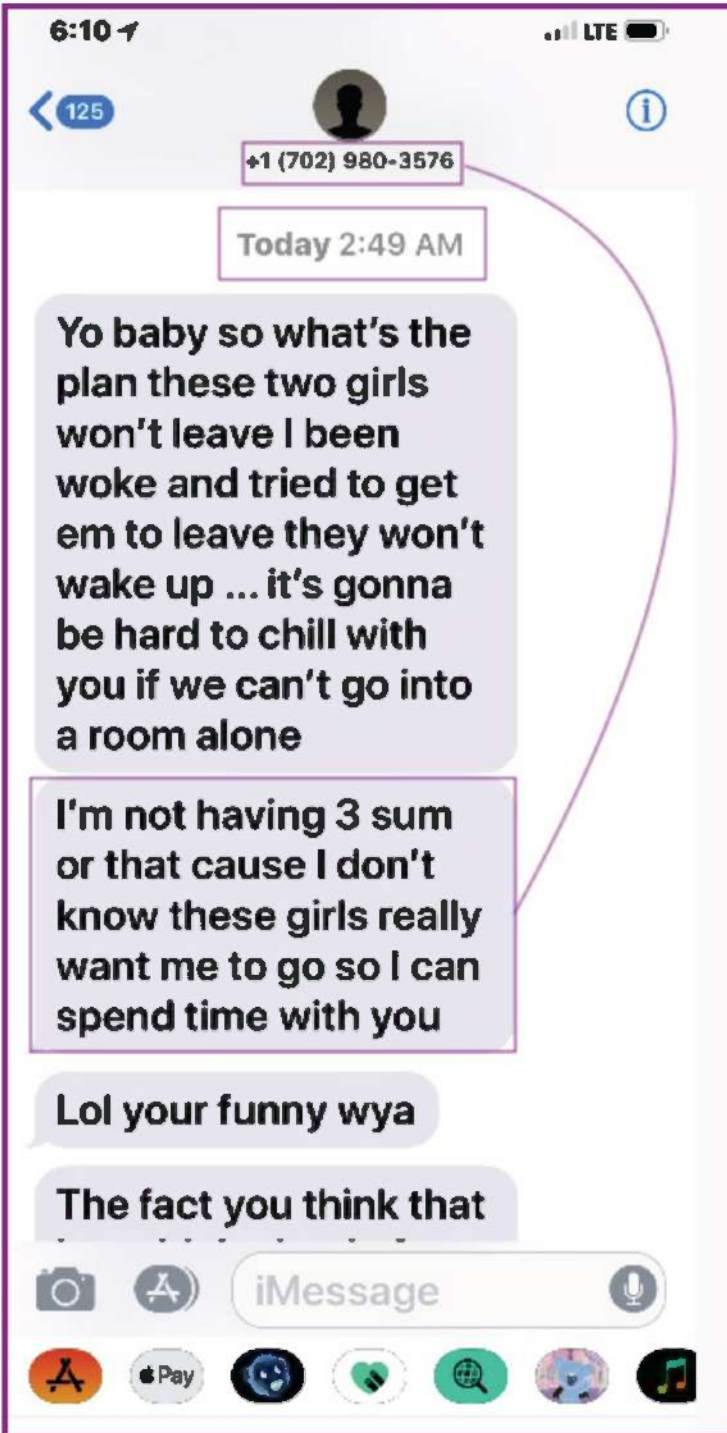 6:10
LTE
125
+1 (702) 980-3576
Today 2:49 AM
Yo baby so what's the
plan these two girls
won't leave I been
woke and tried to get
em to leave they won't
wake up ... it's gonna
be hard to chill with
you if we can't go into
a room alone
I'm not having 3 sum
or that cause I don't
know these girls really
want me to go so I can
spend time with you
Lol your funny wya
The fact you think that
iMessage
Pay